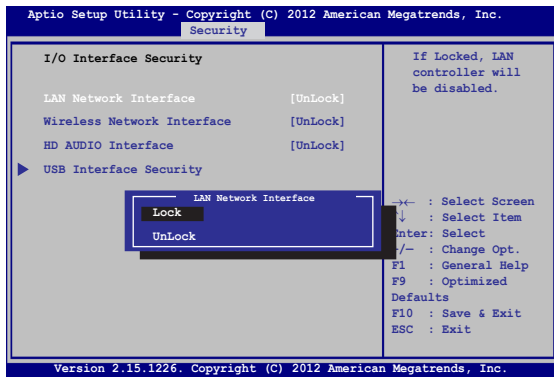 Aptio Setup Utility - Copyright (C) 2012 American Megatrends, Inc.
Security
I/O Interface Security
LAN Network Interface [UnLock]
Wireless Network Interface [UnLock]
HD AUDIO Interface [UnLock]
USB Interface Security
LAN Network Interface
Lock
UnLock
If Locked, LAN
controller will
be disabled.
→← : Select Screen
↓ : Select Item
nter: Select
/− : Change Opt.
F1 : General Help
F9 : Optimized
Defaults
F10 : Save & Exit
ESC : Exit
Version 2.15.1226. Copyright (C) 2012 American Megatrends, Inc.